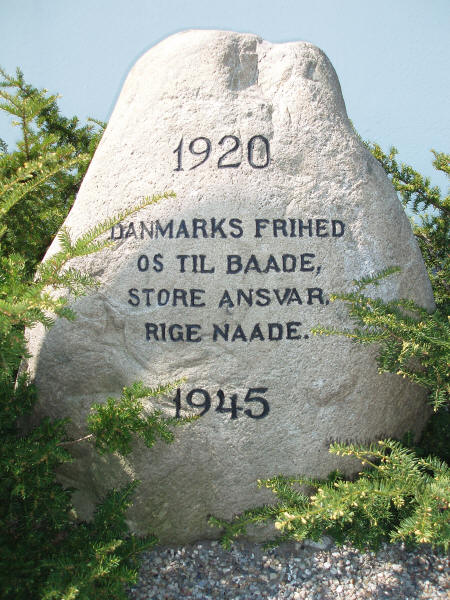 1920
DANMARKS FRIHED
OS TIL BAADE,
STORE ANSVAR,
RIGE NAADE.
1945